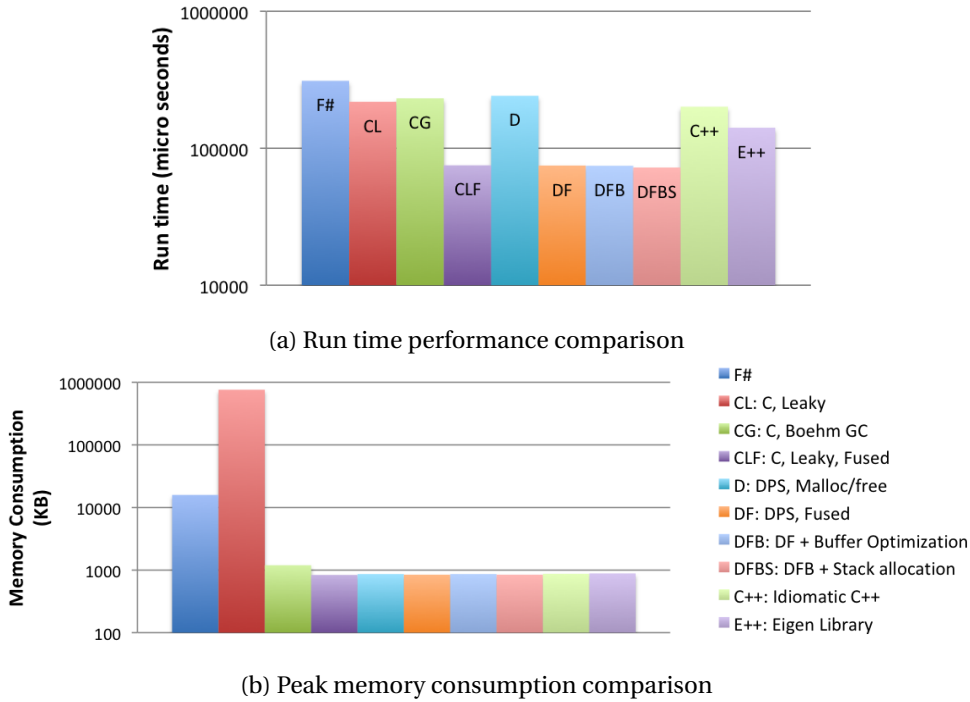 1000000
100000
10000
Run time (micro seconds)
F#
CL
CG
CLF
D
DF
DFB
DFBS
C++
E++
(a) Run time performance comparison
1000000
100000
10000
1000
100
Memory Consumption
(KB)
F#
CL: C, Leaky
CG: C, Boehm GC
CLF: C, Leaky, Fused
D: DPS, Malloc/free
DF: DPS, Fused
DFB: DF + Buffer Optimization
DFBS: DFB + Stack allocation
C++: Idiomatic C++
E++: Eigen Library
(b) Peak memory consumption comparison